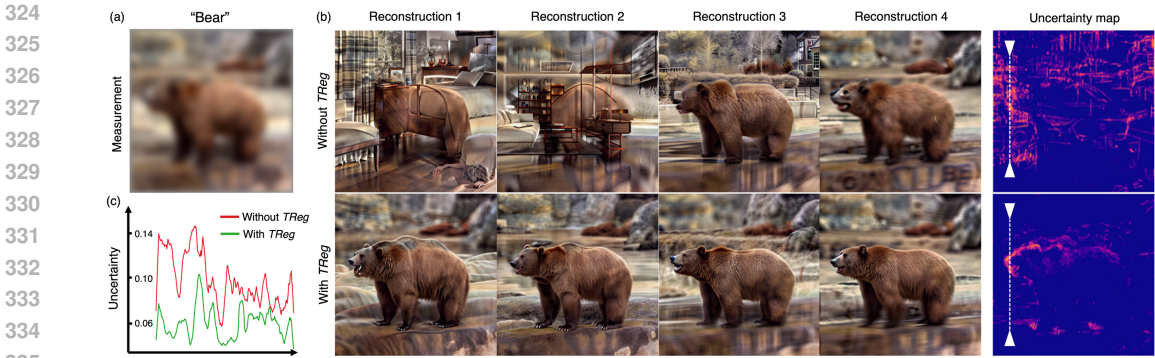 324
325
326
327
328
329
330
331
332
333
334
(a)
"Bear"
Measurement
(b)
Reconstruction 1
Reconstruction 2
Reconstruction 3
Reconstruction 4
Uncertainty map
Without TReg
With TReg
(c)
Uncertainty
0.14
0.10
0.06
Without TReg
With TReg